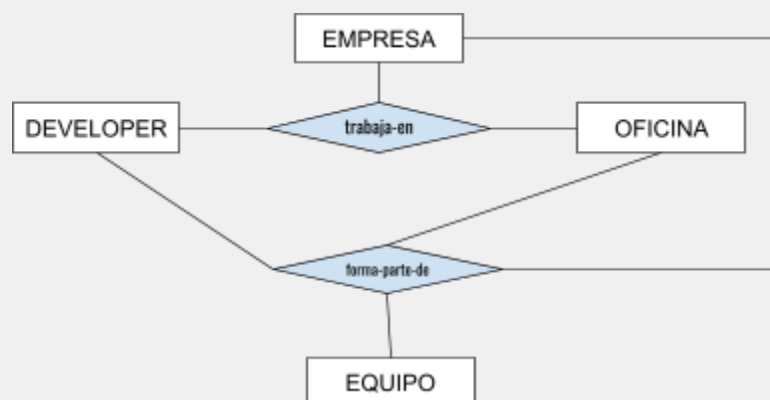 EMPRESA
DEVELOPER
trabaja-en
OFICINA
forma-parte-de
EQUIPO